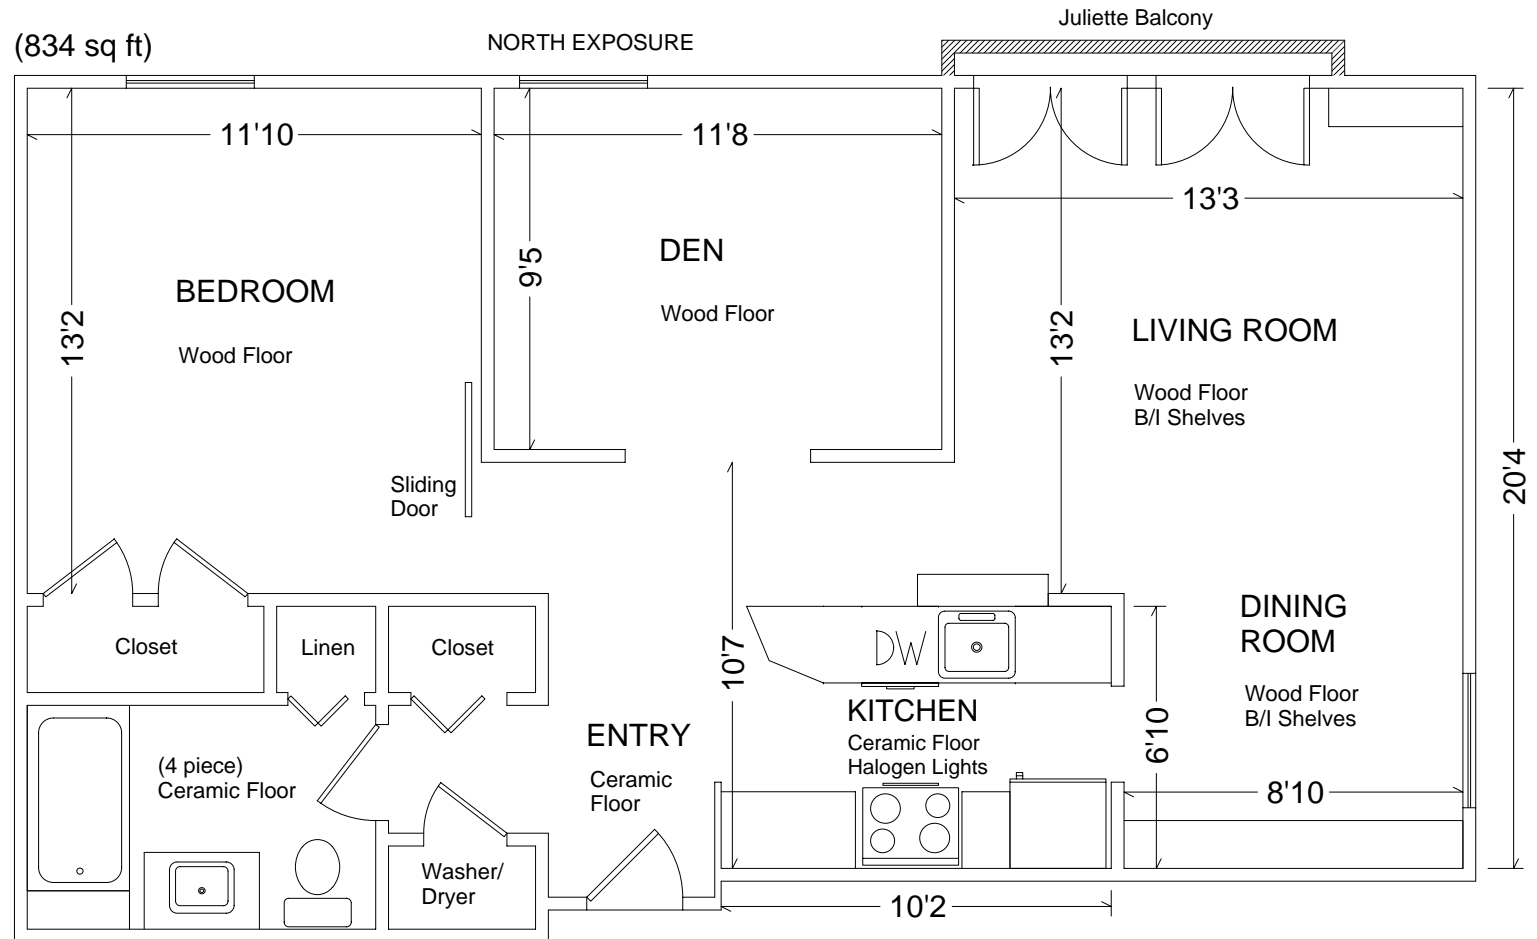 Juliette Balcony
(834 sq ft)
NORTH EXPOSURE
11'10
11'8
13'3
9'5
DEN
Wood Floor
BEDROOM
Wood Floor
13'2
13'2
LIVING ROOM
Wood Floor
B/I Shelves
20'4
Sliding
Door
DINING
ROOM
Wood Floor
B/I Shelves
Closet
Linen
Closet
DW
10'7
KITCHEN
Ceramic Floor
Halogen Lights
6'10
ENTRY
Ceramic
Floor
(4 piece)
Ceramic Floor
8'10
Washer/
Dryer
10'2